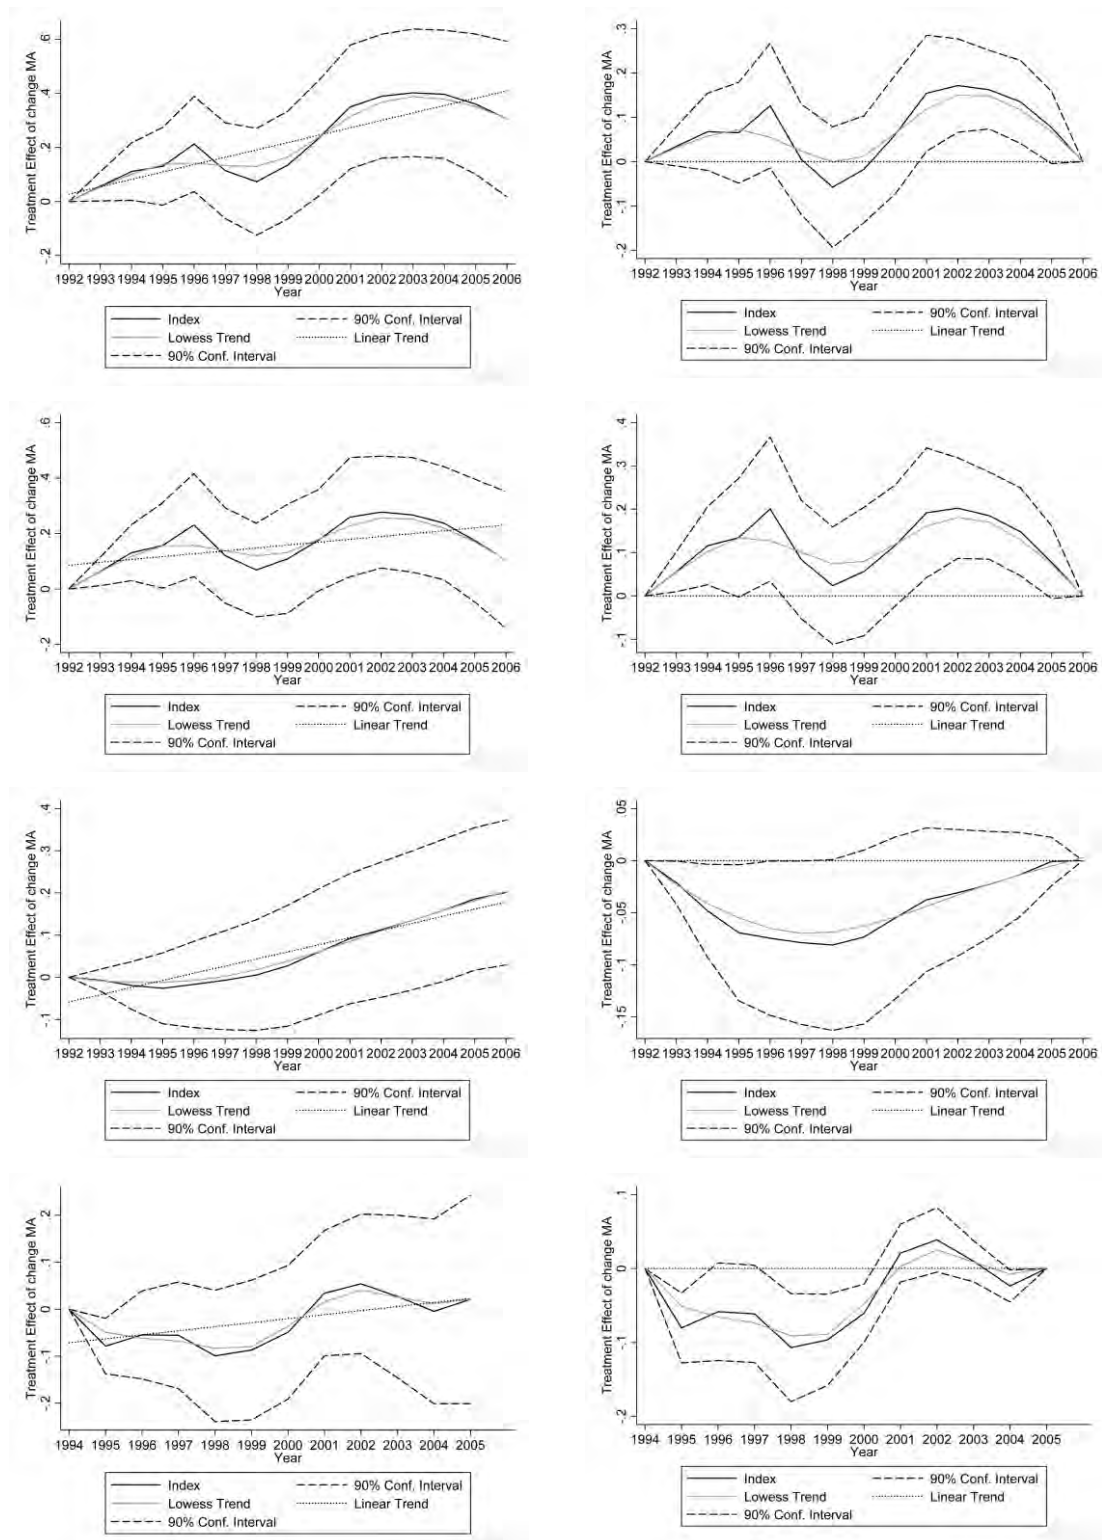 Treatment Effect of change MA
.6
.4
.2
0
-.2
1992 1993 1994 1995 1996 1997 1998 1999 2000 2001 2002 2003 2004 2005 2006
Year
Index 90% Conf. Interval
Lowess Trend Linear Trend
90% Conf. Interval
Treatment Effect of change MA
.3
.2
.1
0
-.1
-.2
1992 1993 1994 1995 1996 1997 1998 1999 2000 2001 2002 2003 2004 2005 2006
Year
Index 90% Conf. Interval
Lowess Trend Linear Trend
90% Conf. Interval
Treatment Effect of change MA
.6
.4
.2
0
-.2
1992 1993 1994 1995 1996 1997 1998 1999 2000 2001 2002 2003 2004 2005 2006
Year
Index 90% Conf. Interval
Lowess Trend Linear Trend
90% Conf. Interval
Treatment Effect of change MA
.4
.3
.2
.1
0
-.1
1992 1993 1994 1995 1996 1997 1998 1999 2000 2001 2002 2003 2004 2005 2006
Year
Index 90% Conf. Interval
Lowess Trend Linear Trend
90% Conf. Interval
Treatment Effect of change MA
.4
.3
.2
.1
0
-.1
1992 1993 1994 1995 1996 1997 1998 1999 2000 2001 2002 2003 2004 2005 2006
Year
Index 90% Conf. Interval
Lowess Trend Linear Trend
90% Conf. Interval
Treatment Effect of change MA
.05
0
-.05
-.1
-.15
1992 1993 1994 1995 1996 1997 1998 1999 2000 2001 2002 2003 2004 2005 2006
Year
Index 90% Conf. Interval
Lowess Trend Linear Trend
90% Conf. Interval
Treatment Effect of change MA
.2
.1
0
-.1
-.2
1994 1995 1996 1997 1998 1999 2000 2001 2002 2003 2004 2005
Year
Index 90% Conf. Interval
Lowess Trend Linear Trend
90% Conf. Interval
Treatment Effect of change MA
.1
0
-.1
-.2
1994 1995 1996 1997 1998 1999 2000 2001 2002 2003 2004 2005
Year
Index 90% Conf. Interval
Lowess Trend Linear Trend
90% Conf. Interval